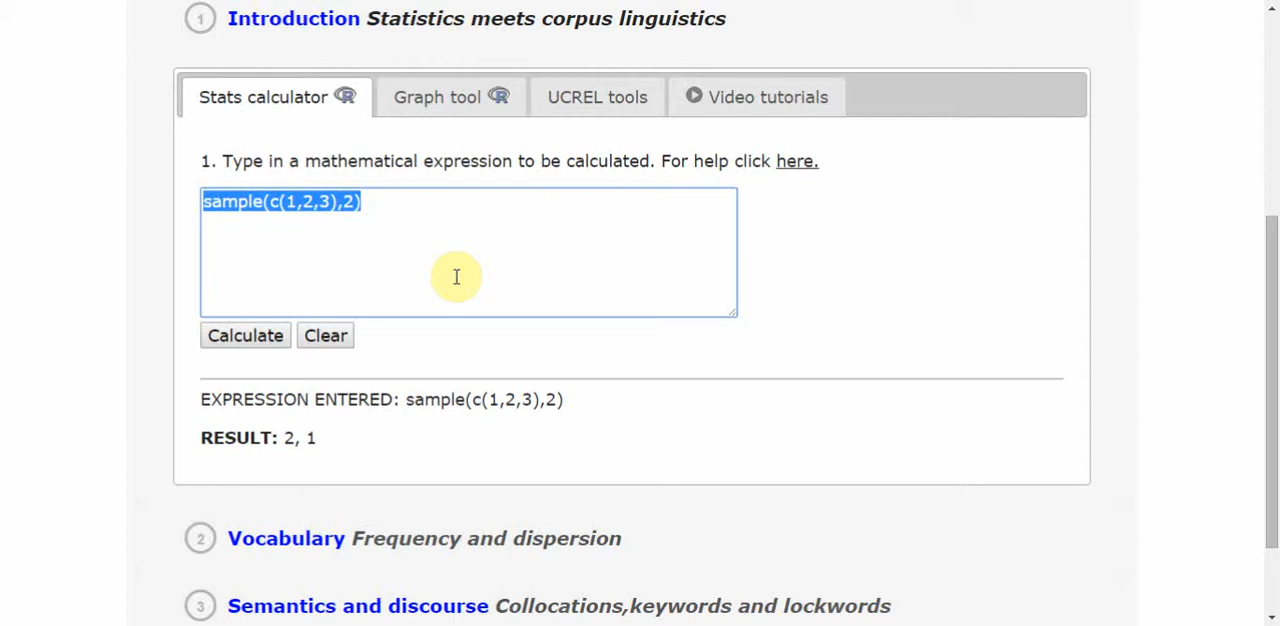 1 Introduction Statistics meets corpus linguistics
Stats calculator R Graph tool R UCREL tools Video tutorials
1. Type in a mathematical expression to be calculated. For help click here.
sample(c(1,2,3),2)
Calculate Clear
EXPRESSION ENTERED: sample(c(1,2,3),2)
RESULT: 2, 1
2 Vocabulary Frequency and dispersion
3 Semantics and discourse Collocations,keywords and lockwords